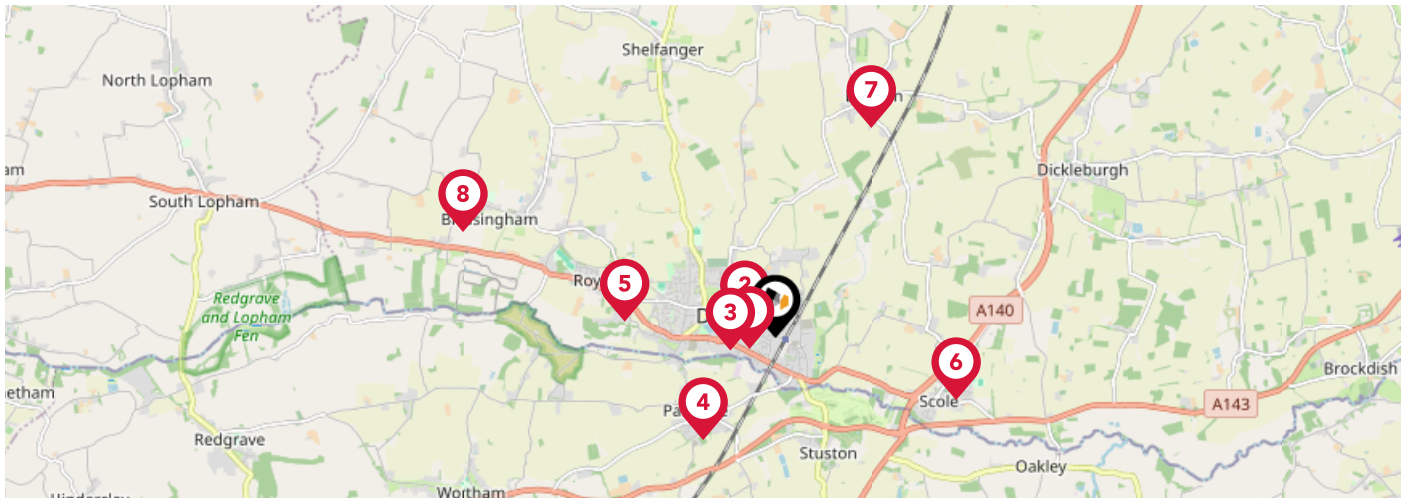 Shelfanger
North Lopham
7
Dickleburgh
8
South Lopham
2
5
3
Redgrave
and Lopham
Fen
A140
6
Brockdish
4
Scole
A143
Redgrave
Stuston
Oakley
Wortham